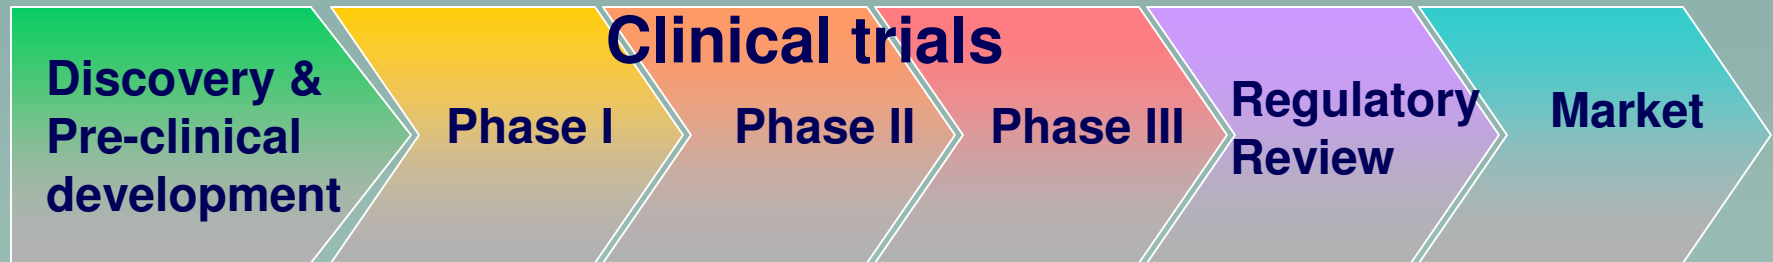 Clinical trials
Discovery &
Pre-clinical
development
Phase I
Phase II
Phase III
Regulatory
Review
Market